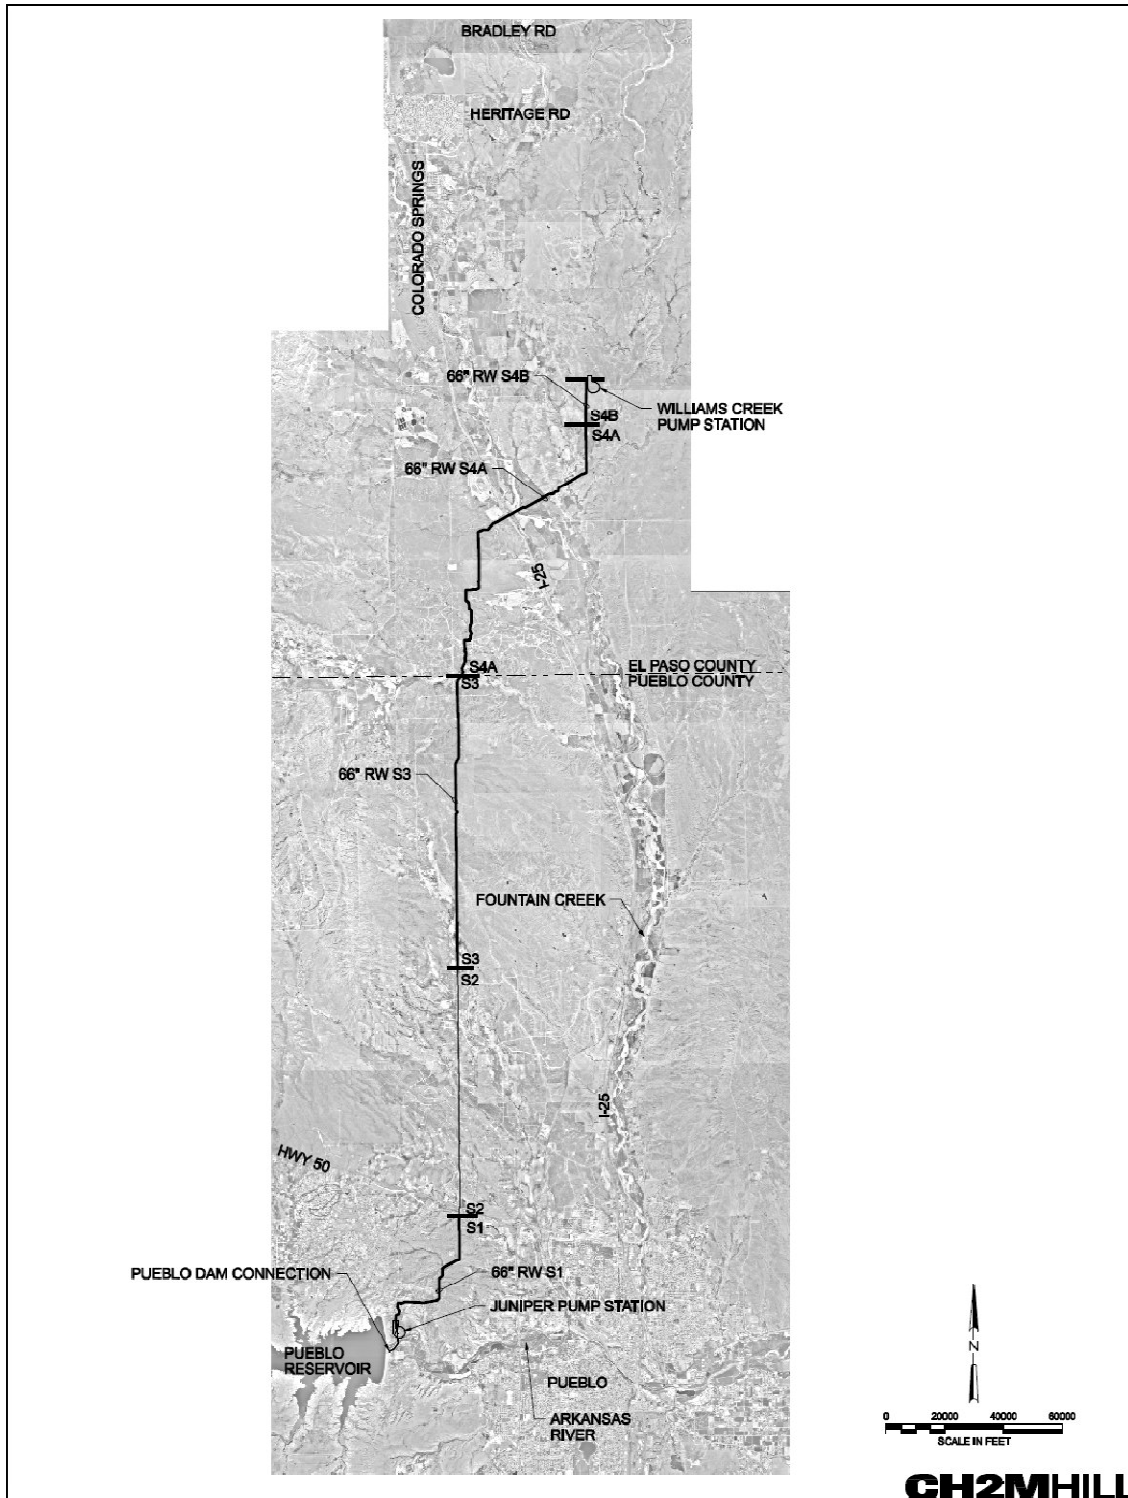 BRADLEY RD
HERITAGE RD
COLORADO SPRINGS
66" RW S4B
WILLIAMS CREEK
PUMP STATION
S4B
S4A
66" RW S4A
I-25
S4A
S3
EL PASO COUNTY
PUEBLO COUNTY
66" RW S3
FOUNTAIN CREEK
S3
S2
I-25
HWY 50
S2
S1
PUEBLO DAM CONNECTION
66" RW S1
JUNIPER PUMP STATION
PUEBLO
RESERVOIR
PUEBLO
ARKANSAS
RIVER
N
0 20000 40000 60000
SCALE IN FEET
CH2MHILL